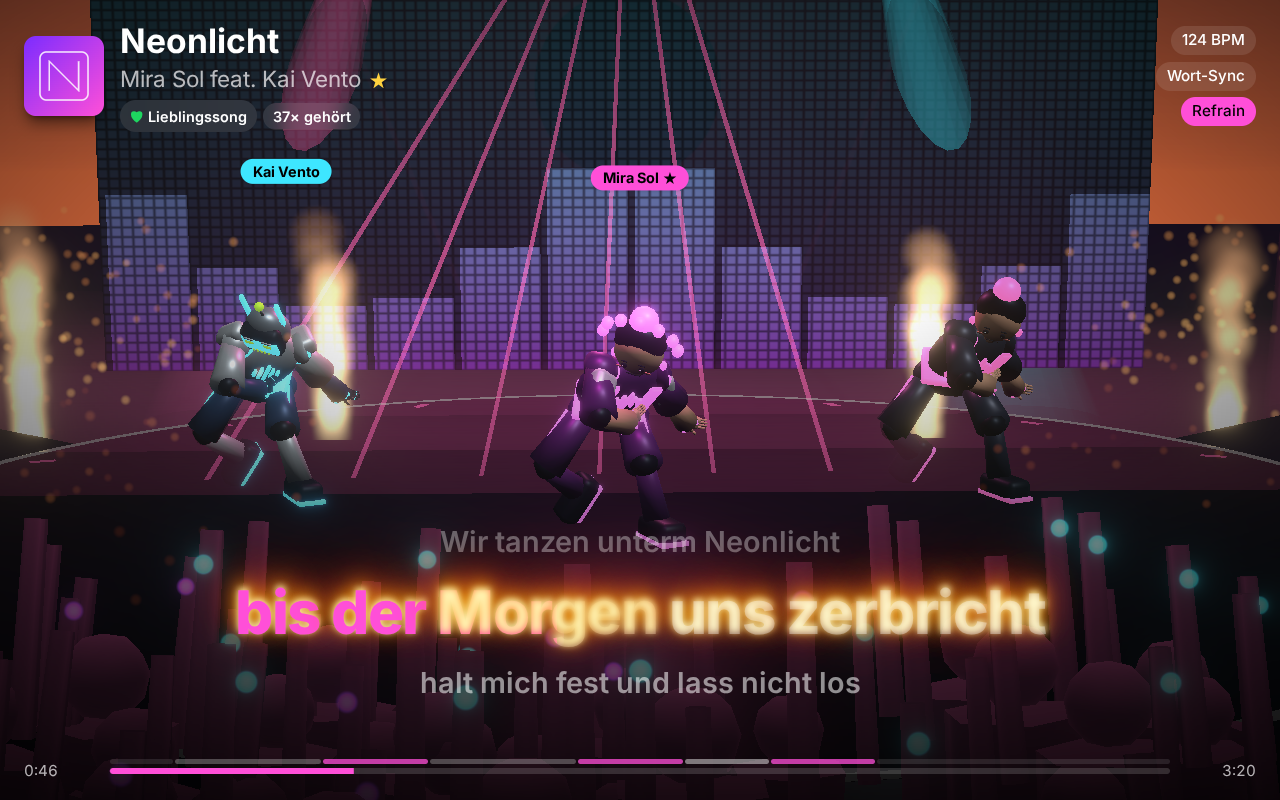 N
Neonlicht
Mira Sol feat. Kai Vento ★
Lieblingssong
37× gehört
124 BPM
Wort-Sync
Refrain
Kai Vento
Mira Sol ★
Wir tanzen unterm Neonlicht
bis der Morgen uns zerbricht
halt mich fest und lass nicht los
0:46
3:20